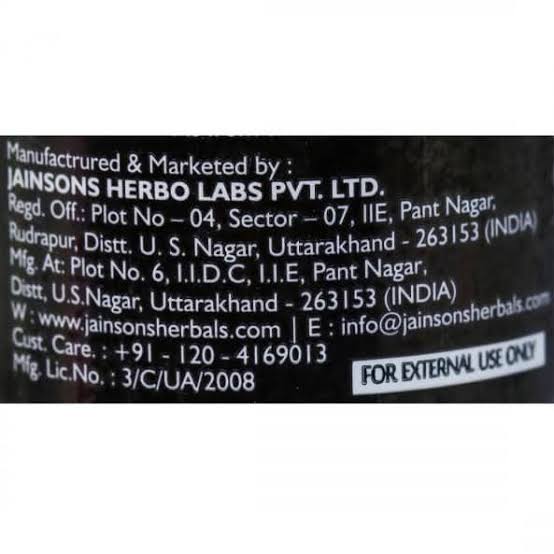 Manufactrured & Marketed by :
JAINSONS HERBO LABS PVT. LTD.
Regd. Off.: Plot No – 04, Sector – 07, IIE, Pant Nagar,
Rudrapur, Distt. U. S. Nagar, Uttarakhand - 263153 (INDIA)
Mfg. At: Plot No. 6, I.I.D.C, I.I.E, Pant Nagar,
Distt, U.S.Nagar, Uttarakhand - 263153 (INDIA)
W : www.jainsonsherbals.com | E : info@jainsonsherbals.com
Cust. Care. : +91 - 120 - 4169013
Mfg. Lic.No. : 3/C/UA/2008
FOR EXTERNAL USE ONLY